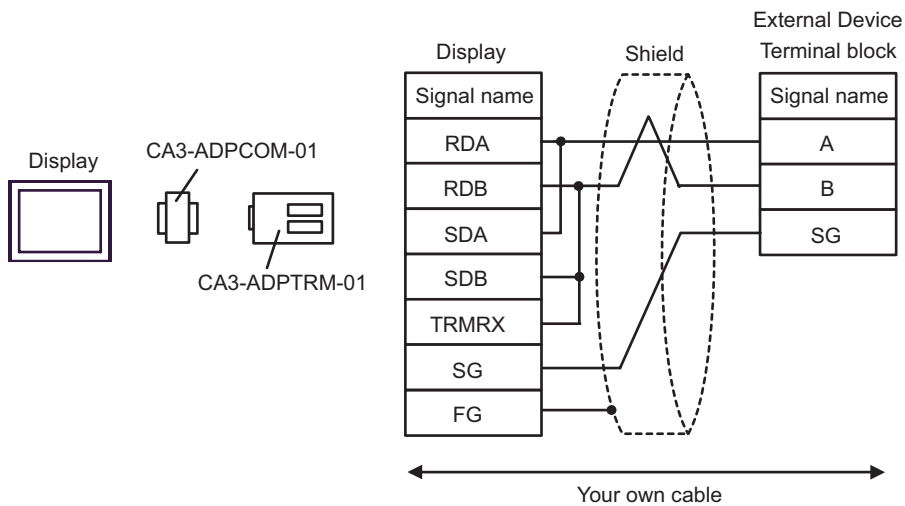 Display
CA3-ADPCOM-01
CA3-ADPTRM-01
Display
Signal name
RDA
RDB
SDA
SDB
TRMRX
SG
FG
Shield
External Device
Terminal block
Signal name
A
B
SG
Your own cable